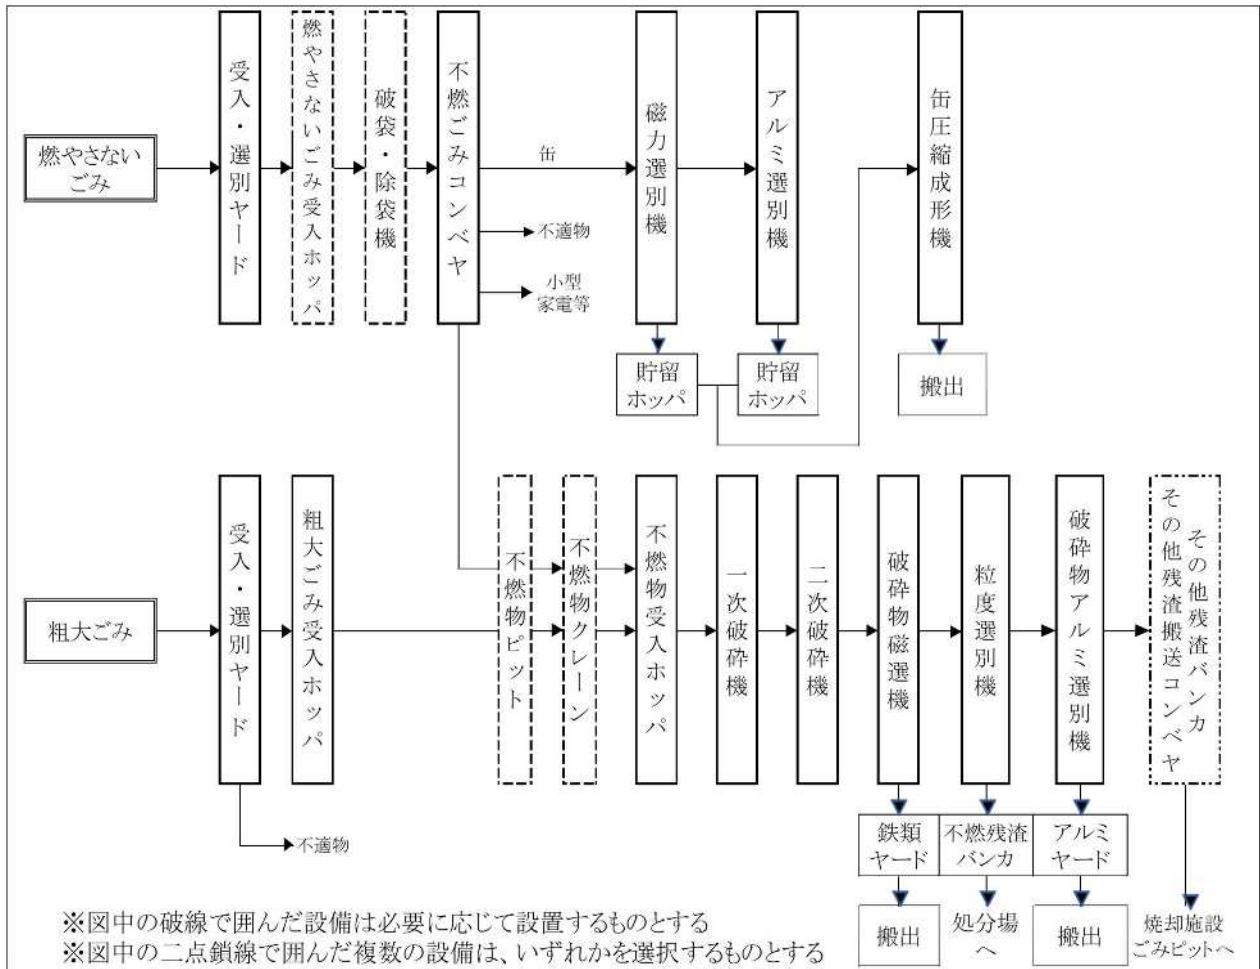 燃やさない
ごみ
受入・選別ヤード
燃やさないごみ受入ホッパ
破袋・除袋機
不燃ごみコンベヤ
缶
不適物
小型
家電等
磁力選別機
アルミ選別機
缶圧縮成形機
貯留
ホッパ
貯留
ホッパ
搬出
粗大ごみ
受入・選別ヤード
粗大ごみ受入ホッパ
不適物
不燃物ピット
不燃物クレーン
不燃物受入ホッパ
一次破砕機
二次破砕機
破砕物磁選機
粒度選別機
破砕物アルミ選別機
その他残渣バンカ
その他残渣搬送コンベヤ
鉄類
ヤード
不燃残渣
バンカ
アルミ
ヤード
搬出
処分場
へ
搬出
焼却施設
ごみピットへ
※図中の破線で囲んだ設備は必要に応じて設置するものとする
※図中の二点鎖線で囲んだ複数の設備は、いずれかを選択するものとする